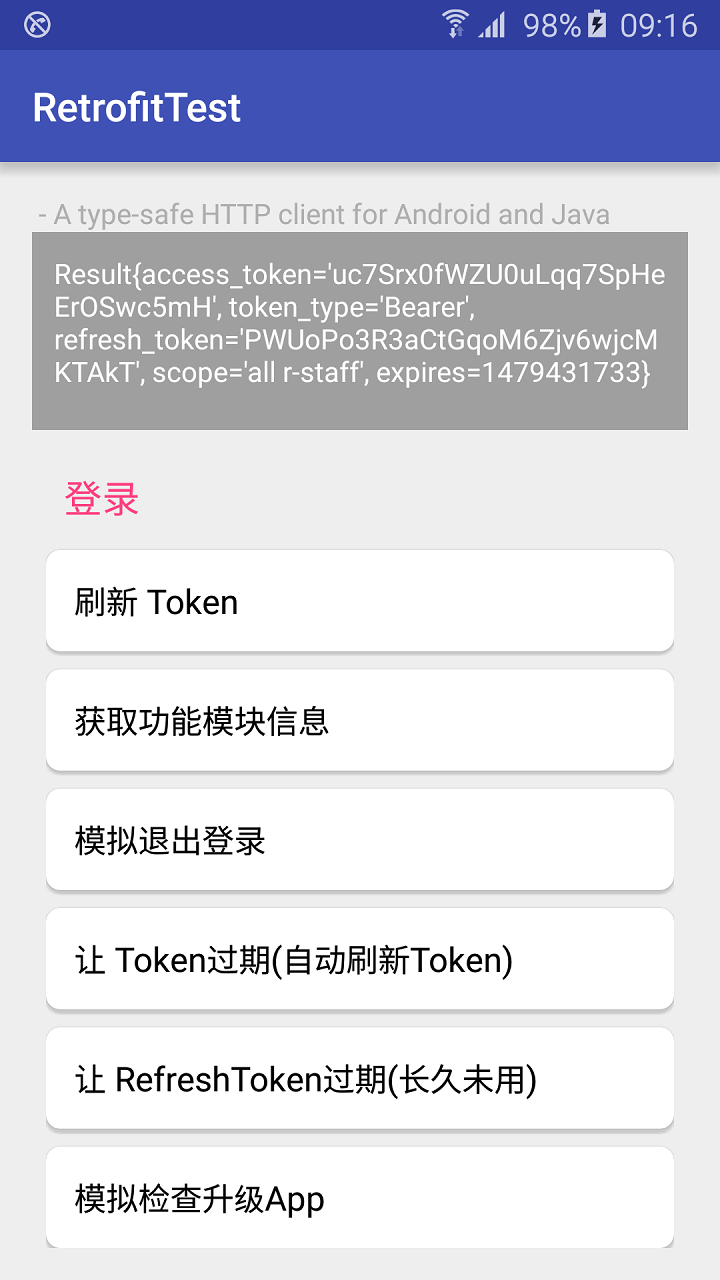 98% 09:16
RetrofitTest
- A type-safe HTTP client for Android and Java
Result{access_token='uc7Srx0fWZU0uLqq7SpHe
ErOSwc5mH', token_type='Bearer',
refresh_token='PWUoPo3R3aCtGqoM6Zjv6wjcM
KTAkT', scope='all r-staff', expires=1479431733}
登录
刷新 Token
获取功能模块信息
模拟退出登录
让 Token过期(自动刷新Token)
让 RefreshToken过期(长久未用)
模拟检查升级App